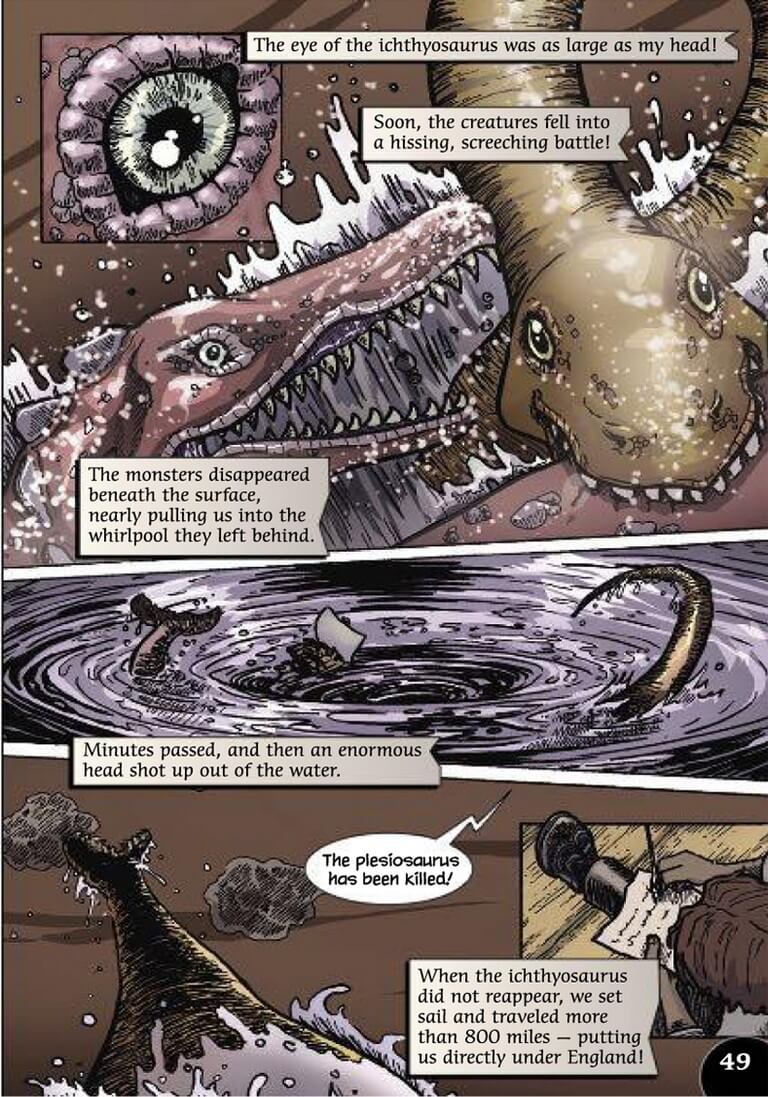 The eye of the ichthyosaurus was as large as my head!
Soon, the creatures fell into
a hissing, screeching battle!
The monsters disappeared
beneath the surface,
nearly pulling us into the
whirlpool they left behind.
Minutes passed, and then an enormous
head shot up out of the water.
The plesiosaurus
has been killed!
When the ichthyosaurus
did not reappear, we set
sail and traveled more
than 800 miles — putting
us directly under England!
49